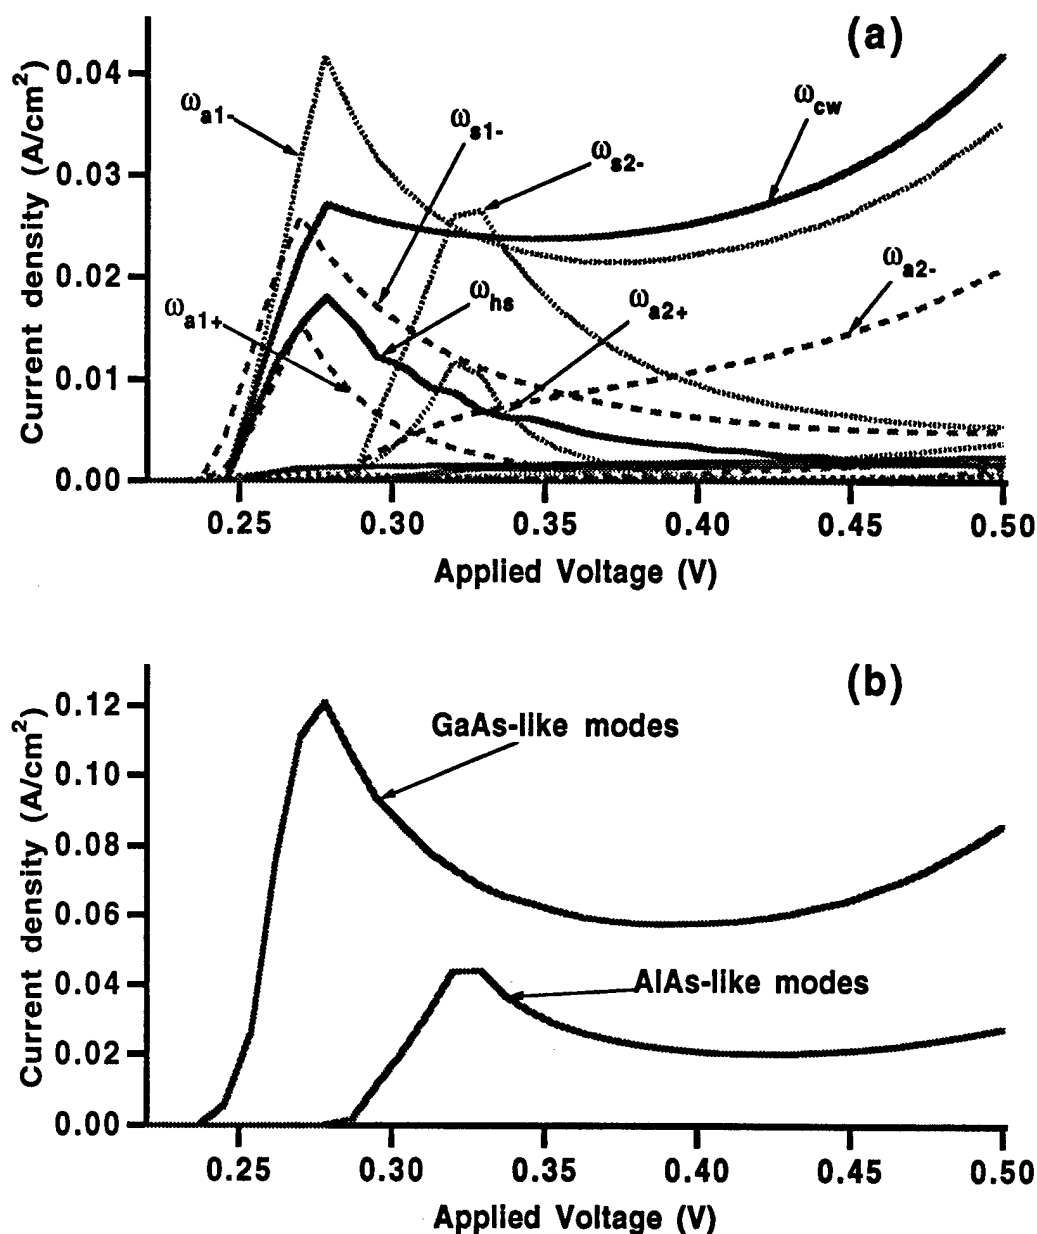 (a)
Current density (A/cm²)
0.04
0.03
0.02
0.01
0.00
ωa1-
ωs1-
ωs2-
ωcw
ωa2-
ωa1+
ωhs
ωa2+
0.25 0.30 0.35 0.40 0.45 0.50
Applied Voltage (V)
(b)
Current density (A/cm²)
0.12
0.10
0.08
0.06
0.04
0.02
0.00
GaAs-like modes
AlAs-like modes
0.25 0.30 0.35 0.40 0.45 0.50
Applied Voltage (V)